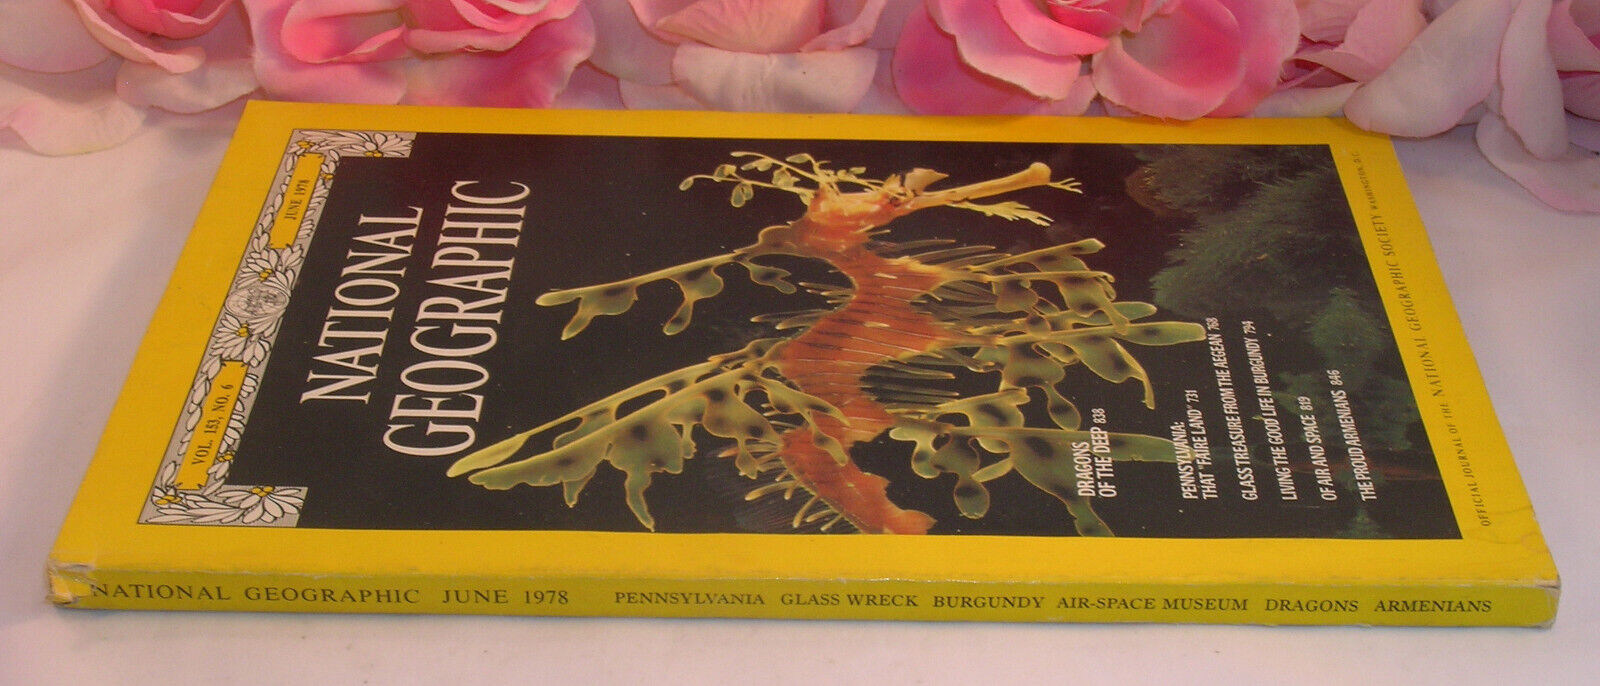 VOL. 153, NO. 6
JUNE 1978
NATIONAL
GEOGRAPHIC
DRAGONS
OF THE DEEP 838
PENNSYLVANIA:
THAT "FAIRE LAND" 731
GLASS TREASURE FROM THE AEGEAN 768
LIVING THE GOOD LIFE IN BURGUNDY 794
OF AIR AND SPACE 819
THE PROUD ARMENIANS 846
OFFICIAL JOURNAL OF THE NATIONAL GEOGRAPHIC SOCIETY WASHINGTON, D.C.
NATIONAL GEOGRAPHIC JUNE 1978 PENNSYLVANIA GLASS WRECK BURGUNDY AIR-SPACE MUSEUM DRAGONS ARMENIANS